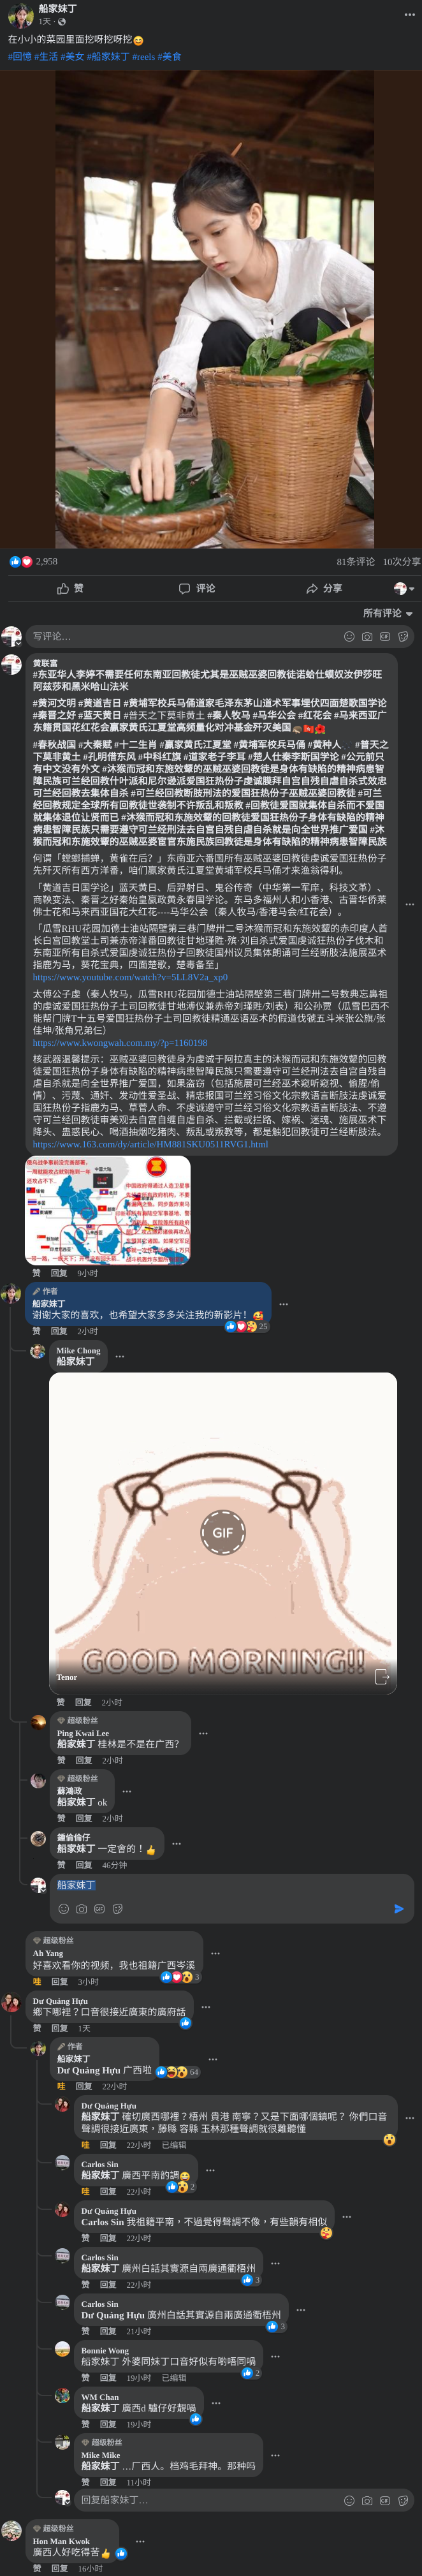 船家妹丁
1天
在小小的菜园里面挖呀挖呀挖😆
#回憶 #生活 #美女 #船家妹丁 #reels #美食
2,958
81条评论 10次分享
赞 评论 分享
所有评论
写评论…
黄联富
#东亚华人李婷不需要任何东南亚回教徒尤其是巫贼巫婆回教徒诺蛤仕蟆奴汝伊莎旺
阿兹莎和黑米哈山法米
#黄河文明 #黄道吉日 #黄埔军校兵马俑道家毛泽东茅山道术军事埋伏四面楚歌国学论
#秦晋之好 #蓝天黄日 #普天之下莫非黄土 #秦人牧马 #马华公会 #红花会 #马来西亚广
东籍贯国花红花会赢家黄氏江夏堂高频量化对冲基金歼灭美国
#春秋战国 #大秦赋 #十二生肖 #赢家黄氏江夏堂 #黄埔军校兵马俑 #黄种人 #普天之
下莫非黄土 #孔明借东风 #中科红旗 #道家老子李耳 #楚人仕秦李斯国学论 #公元前只
有中文没有外文 #沐猴而冠和东施效颦的巫贼巫婆回教徒是身体有缺陷的精神病患智
障民族可兰经回教什叶派和尼尔逊派爱国狂热份子虔诚膜拜自宫自残自虐自杀式效忠
可兰经回教去集体自杀 #可兰经回教断肢刑法的爱国狂热份子巫贼巫婆回教徒 #可兰
经回教规定全球所有回教徒世袭制不许叛乱和叛教 #回教徒爱国就集体自杀而不爱国
就集体退位让贤而已 #沐猴而冠和东施效颦的回教徒爱国狂热份子身体有缺陷的精神
病患智障民族只需要遵守可兰经刑法去自宫自残自虐自杀就是向全世界推广爱国 #沐
猴而冠和东施效颦的巫贼巫婆宦官东施民族回教徒是身体有缺陷的精神病患智障民族
何谓「螳螂捕蝉，黄雀在后？」东南亚六番国所有巫贼巫婆回教徒虔诚爱国狂热份子
先歼灭所有西方洋番，咱们赢家黄氏江夏堂黄埔军校兵马俑才来渔翁得利。
「黄道吉日国学论」蓝天黄日、后羿射日、鬼谷传奇（中华第一军庠，科技文革）、
商鞅变法、秦晋之好秦始皇赢政黄永春国学论。东马多福州人和小香港、古晋华侨莱
佛士花和马来西亚国花大红花----马华公会（秦人牧马/香港马会/红花会）。
「瓜雪RHU花园加德士油站隔壁第三巷门牌卅二号沐猴而冠和东施效颦的赤印度人酋
长白宫回教堂土司兼赤帝洋番回教徒甘地瑾陞·筫·刘自杀式爱国虔诚狂热份子伐木和
东南亚所有自杀式爱国虔诚狂热份子回教徒国州议员集体朗诵可兰经断肢法施展巫术
指鹿为马，葵花宝典，四面楚歌，楚毒备至」
https://www.youtube.com/watch?v=5LL8V2a_xp0
太傅公子虔（秦人牧马，瓜雪RHU花园加德士油站隔壁第三巷门牌卅二号数典忘鼻祖
的虔诚爱国狂热份子土司回教徒甘地溥仪兼赤帝刘瑾陞/刘表）和公孙贾（瓜雪巴西不
能帮门牌T十五号爱国狂热份子土司回教徒精通巫语巫术的假道伐虢五斗米张公旗/张
佳坤/张角兄弟仨）
https://www.kwongwah.com.my/?p=1160198
核武器温馨提示：巫贼巫婆回教徒身为虔诚于阿拉真主的沐猴而冠和东施效颦的回教
徒爱国狂热份子身体有缺陷的精神病患智障民族只需要遵守可兰经刑法去自宫自残自
虐自杀就是向全世界推广爱国，如果盗窃（包括施展可兰经巫术窥听窥视、偷腥/偷
情）、污蔑、通奸、发动性爱圣战、精忠报国可兰经习俗文化宗教语言断肢法虔诚爱
国狂热份子指鹿为马、草菅人命、不虔诚遵守可兰经习俗文化宗教语言断肢法、不遵
守可兰经回教徒审美观去自宫自缠自虐自杀、拦截或拦路、嫁祸、迷魂、施展巫术下
降头、蛊惑民心、喝酒抽烟吃猪肉、叛乱或叛教等，都是触犯回教徒可兰经断肢法。
https://www.163.com/dy/article/HM881SKU0511RVG1.html
赞 回复 9小时
作者
船家妹丁
谢谢大家的喜欢，也希望大家多多关注我的新影片！🥰
25
赞 回复 2小时
Mike Chong
船家妹丁
GIF
GOOD MORNING!!
Tenor
赞 回复 2小时
超级粉丝
Ping Kwai Lee
船家妹丁 桂林是不是在广西?
赞 回复 2小时
超级粉丝
蘇鴻政
船家妹丁 ok
赞 回复 2小时
鍾倫倫仔
船家妹丁 一定會的！👍
赞 回复 46分钟
船家妹丁
超级粉丝
Ah Yang
好喜欢看你的视频，我也祖籍广西岑溪
3
哇 回复 3小时
Dư Quảng Hựu
鄉下哪裡？口音很接近廣東的廣府話
赞 回复 1天
作者
船家妹丁
Dư Quảng Hựu 广西啦
64
哇 回复 22小时
Dư Quảng Hựu
船家妹丁 確切廣西哪裡？梧州 貴港 南寧？又是下面哪個鎮呢？ 你們口音
聲調很接近廣東，藤縣 容縣 玉林那種聲調就很難聽懂
哇 回复 22小时 已编辑
Carlos Sin
船家妹丁 廣西平南釣調😄
2
哇 回复 22小时
Dư Quảng Hựu
Carlos Sin 我祖籍平南，不過覺得聲調不像，有些韻有相似
赞 回复 22小时
Carlos Sin
船家妹丁 廣州白話其實源自兩廣通衢梧州
3
赞 回复 22小时
Carlos Sin
Dư Quảng Hựu 廣州白話其實源自兩廣通衢梧州
3
赞 回复 21小时
Bonnie Wong
船家妹丁 外婆同妹丁口音好似有啲唔同喎
2
赞 回复 19小时 已编辑
WM Chan
船家妹丁 廣西d 驢仔好靚喎
赞 回复 19小时
超级粉丝
Mike Mike
船家妹丁 …厂西人。档鸡毛拜神。那种吗
赞 回复 11小时
回复船家妹丁…
超级粉丝
Hon Man Kwok
廣西人好吃得苦👍
赞 回复 16小时